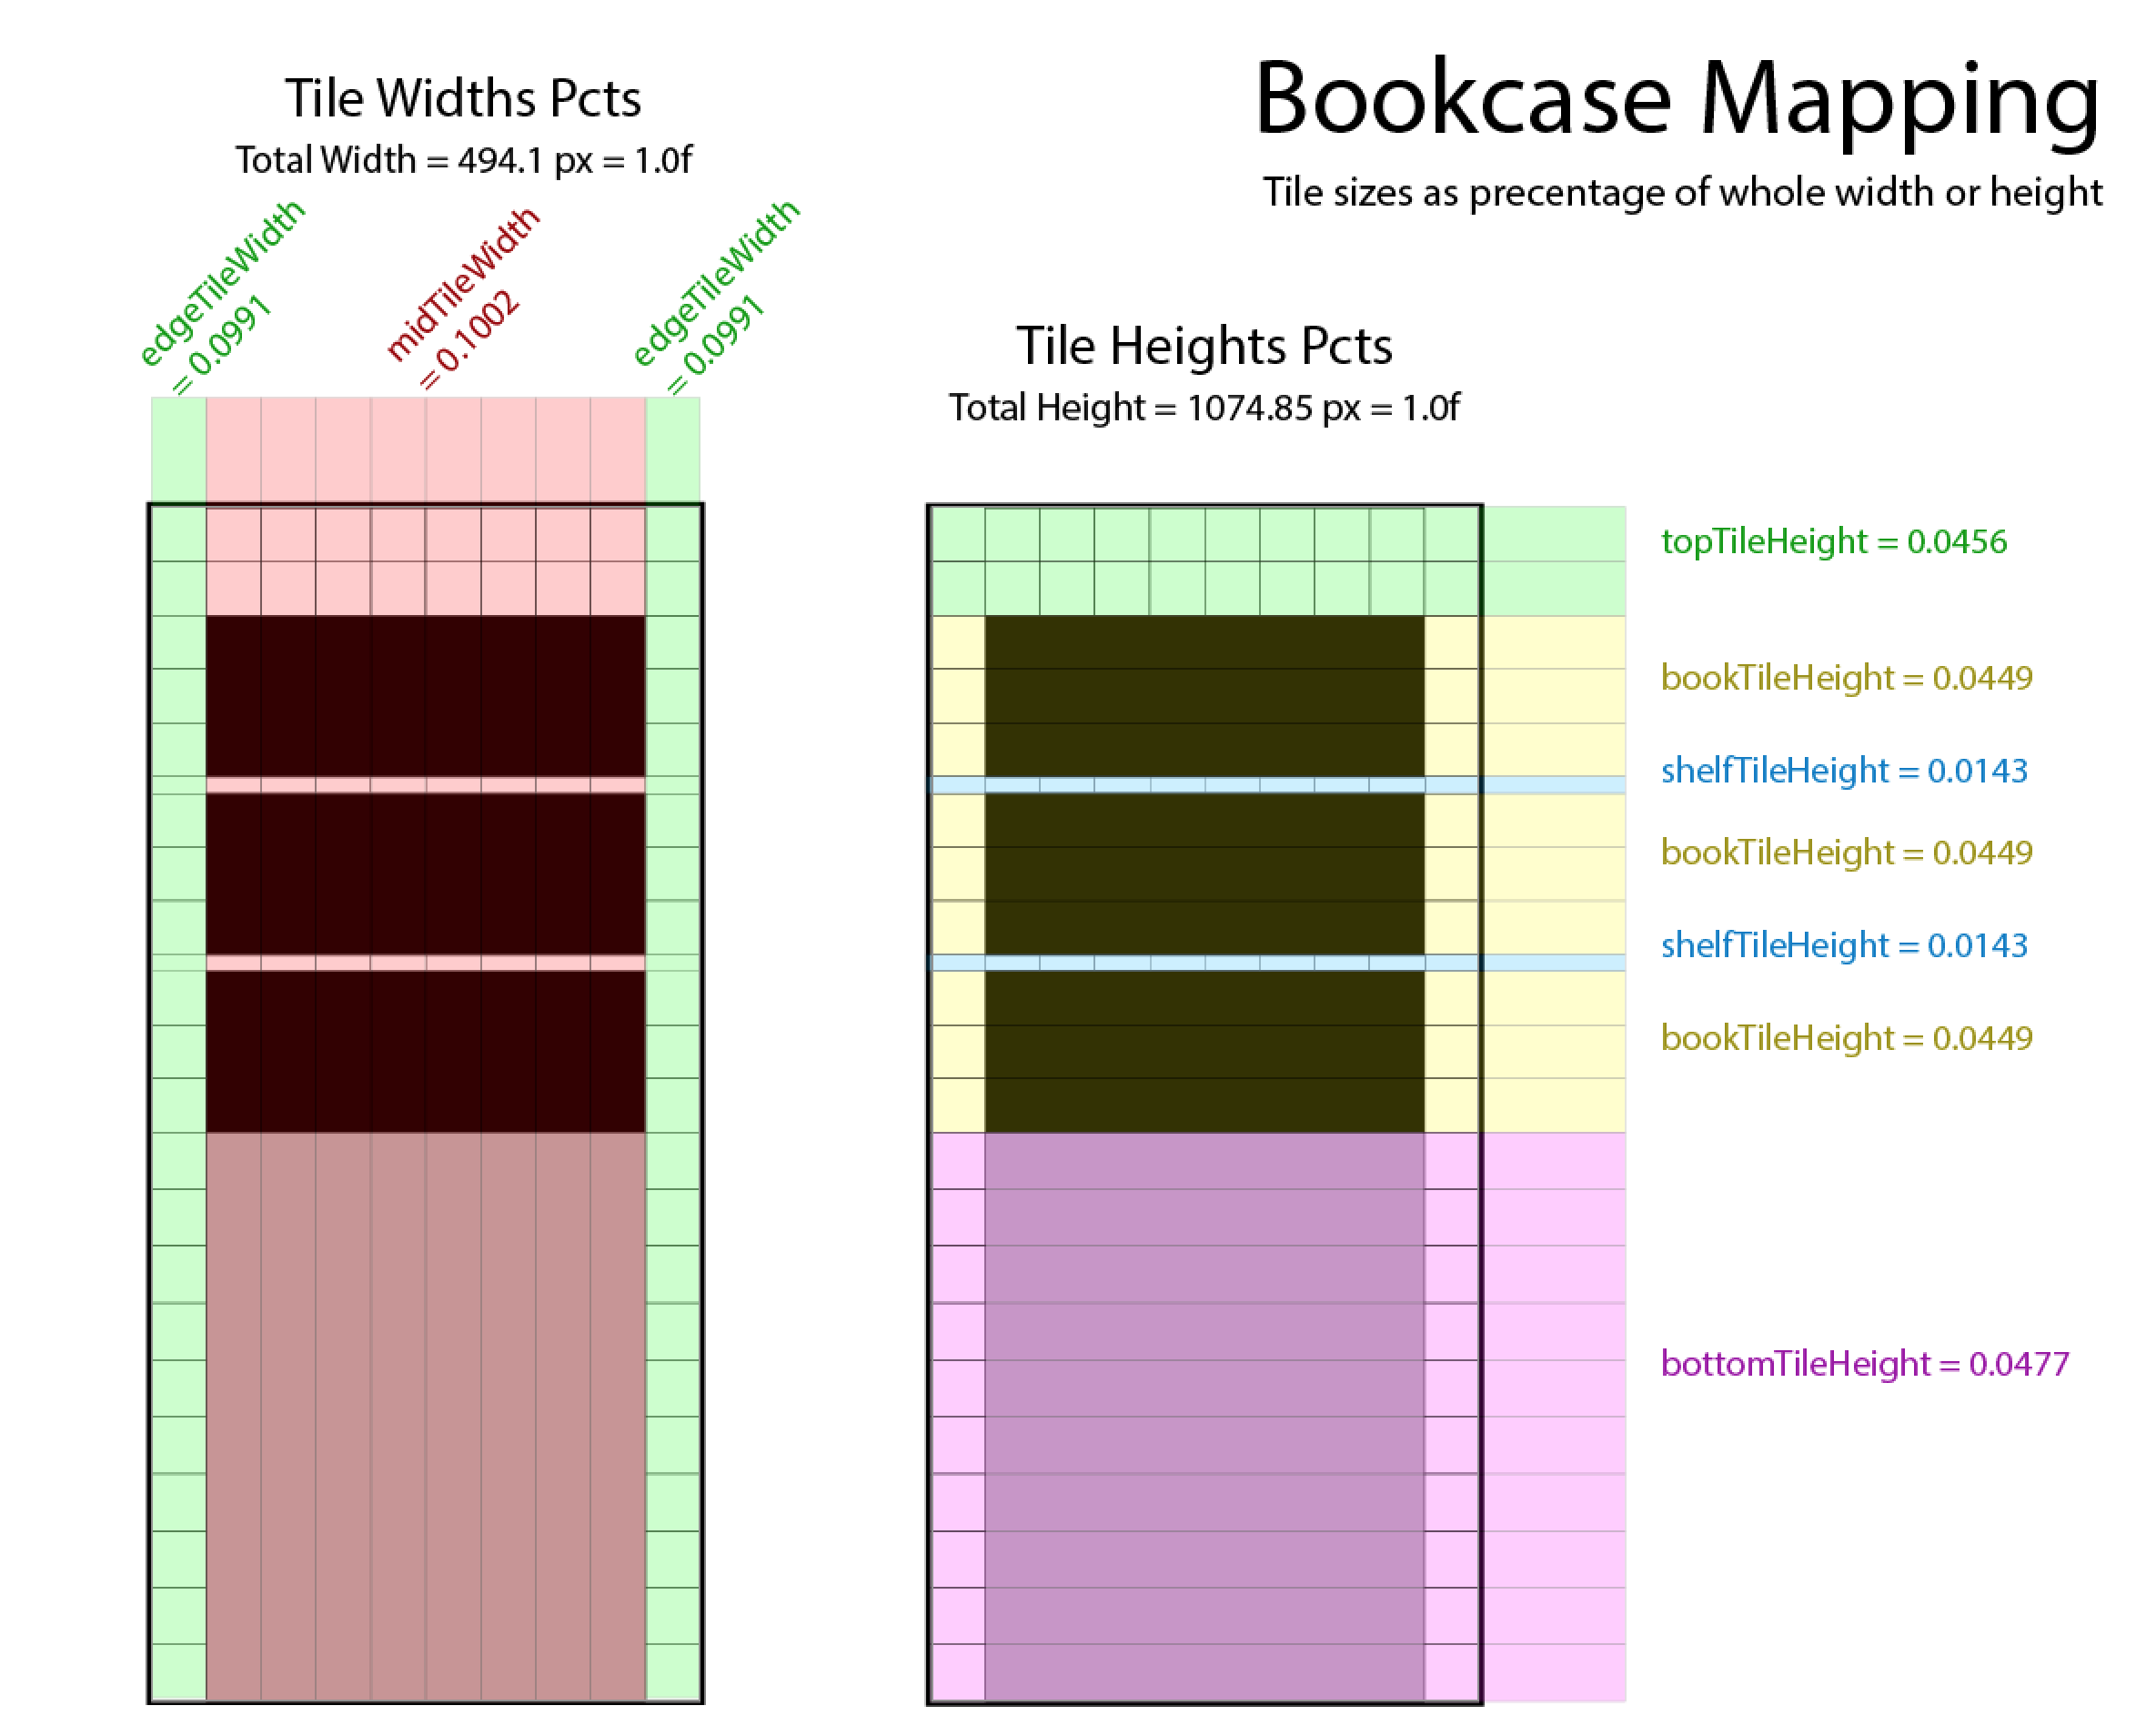 Bookcase Mapping
Tile sizes as precentage of whole width or height
Tile Widths Pcts
Total Width = 494.1 px = 1.0f
edgeTileWidth
= 0.0991
midTileWidth
= 0.1002
edgeTileWidth
= 0.0991
Tile Heights Pcts
Total Height = 1074.85 px = 1.0f
topTileHeight = 0.0456
bookTileHeight = 0.0449
shelfTileHeight = 0.0143
bookTileHeight = 0.0449
shelfTileHeight = 0.0143
bookTileHeight = 0.0449
bottomTileHeight = 0.0477